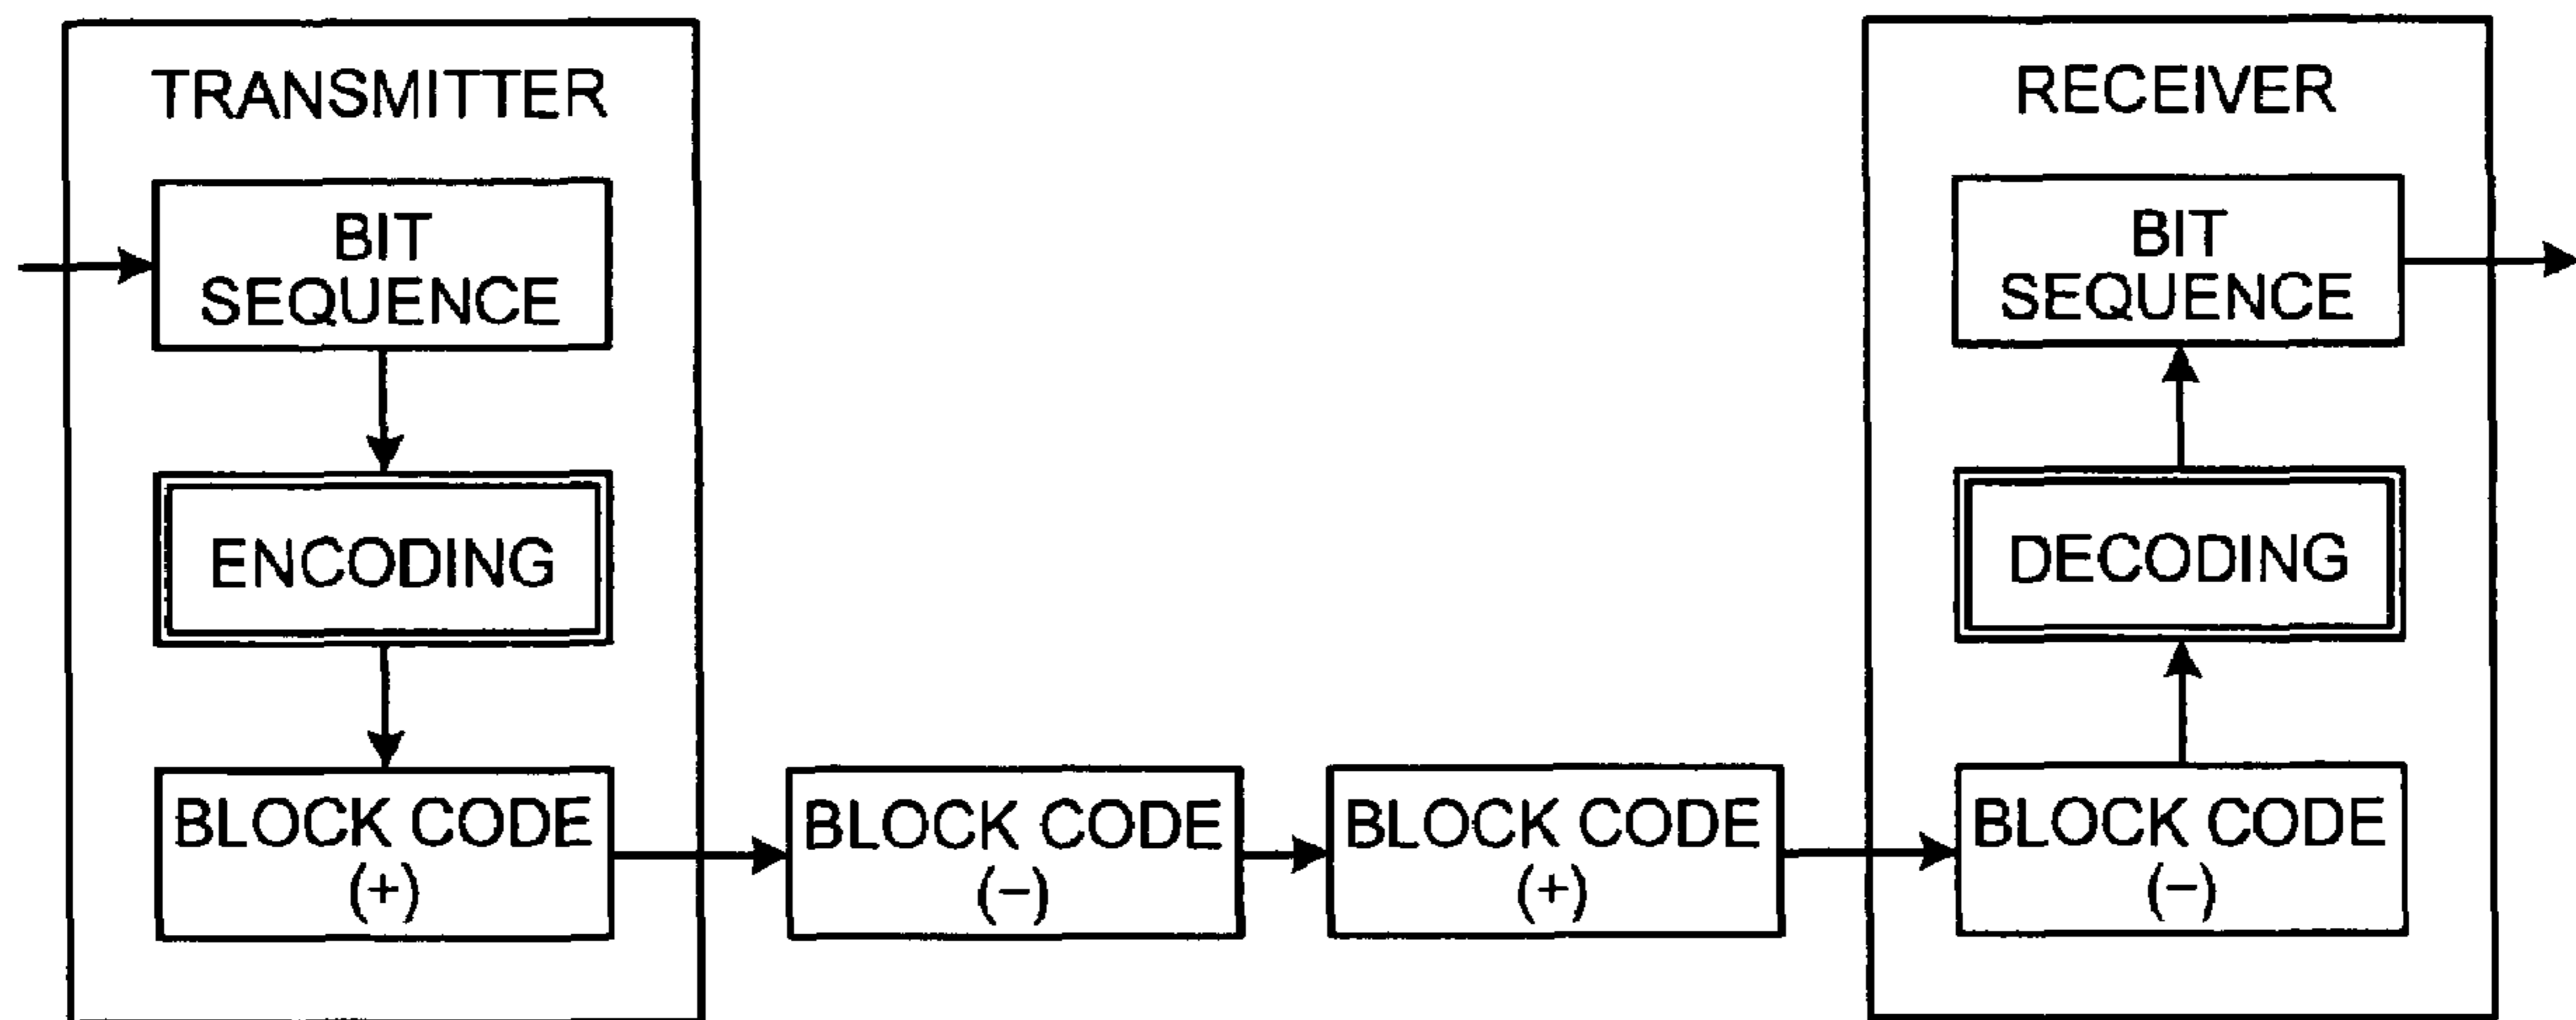 TRANSMITTER
BIT
SEQUENCE
ENCODING
BLOCK CODE
(+)
BLOCK CODE
(−)
BLOCK CODE
(+)
RECEIVER
BIT
SEQUENCE
DECODING
BLOCK CODE
(−)